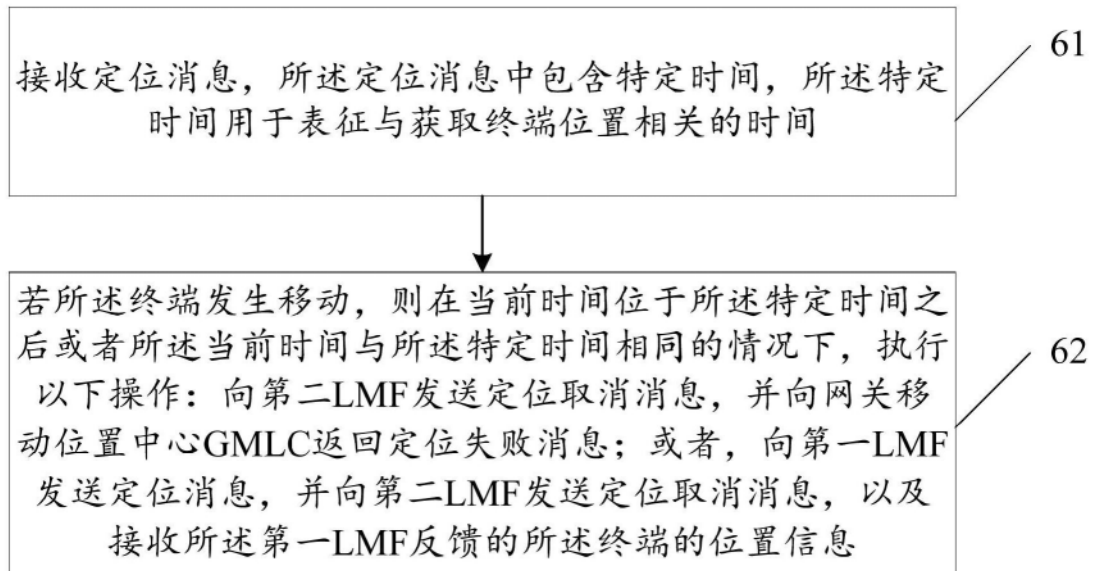 接收定位消息，所述定位消息中包含特定时间，所述特定
时间用于表征与获取终端位置相关的时间
61
若所述终端发生移动，则在当前时间位于所述特定时间之
后或者所述当前时间与所述特定时间相同的情况下，执行
以下操作：向第二LMF发送定位取消消息，并向网关移
动位置中心GMLC返回定位失败消息；或者，向第一LMF
发送定位消息，并向第二LMF发送定位取消消息，以及
接收所述第一LMF反馈的所述终端的位置信息
62